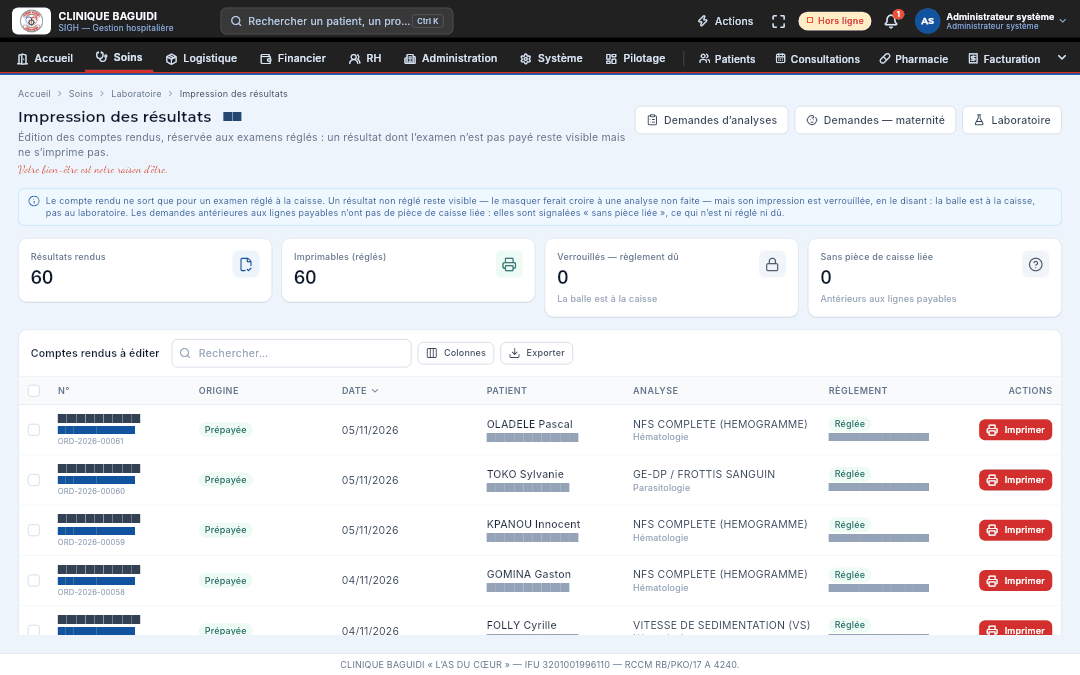 CLINIQUE BAGUIDI
SIGH — Gestion hospitalière
Rechercher un patient, un pro... Ctrl K
Actions
Hors ligne
1
AS
Administrateur système
Administrateur système
Accueil
Soins
Logistique
Financier
RH
Administration
Système
Pilotage
Patients
Consultations
Pharmacie
Facturation
Accueil > Soins > Laboratoire > Impression des résultats
Impression des résultats
Édition des comptes rendus, réservée aux examens réglés : un résultat dont l'examen n'est pas payé reste visible mais
ne s'imprime pas.
Votre bien-être est notre raison d'être.
Demandes d'analyses
Demandes — maternité
Laboratoire
Le compte rendu ne sort que pour un examen réglé à la caisse. Un résultat non réglé reste visible — le masquer ferait croire à une analyse non faite — mais son impression est verrouillée, en le disant : la balle est à la caisse,
pas au laboratoire. Les demandes antérieures aux lignes payables n'ont pas de pièce de caisse liée : elles sont signalées « sans pièce liée », ce qui n'est ni réglé ni dû.
Résultats rendus
60
Imprimables (réglés)
60
Verrouillés — règlement dû
0
La balle est à la caisse
Sans pièce de caisse liée
0
Antérieurs aux lignes payables
Comptes rendus à éditer
Rechercher...
Colonnes
Exporter
N° ORIGINE DATE PATIENT ANALYSE RÈGLEMENT ACTIONS
ORD-2026-00061
Prépayée
05/11/2026
OLADELE Pascal
NFS COMPLETE (HEMOGRAMME)
Hématologie
Réglée
Imprimer
ORD-2026-00060
Prépayée
05/11/2026
TOKO Sylvanie
GE-DP / FROTTIS SANGUIN
Parasitologie
Réglée
Imprimer
ORD-2026-00059
Prépayée
05/11/2026
KPANOU Innocent
NFS COMPLETE (HEMOGRAMME)
Hématologie
Réglée
Imprimer
ORD-2026-00058
Prépayée
04/11/2026
GOMINA Gaston
NFS COMPLETE (HEMOGRAMME)
Hématologie
Réglée
Imprimer
Prépayée
04/11/2026
FOLLY Cyrille
VITESSE DE SEDIMENTATION (VS)
Réglée
Imprimer
CLINIQUE BAGUIDI « L'AS DU CŒUR » — IFU 3201001996110 — RCCM RB/PKO/17 A 4240.